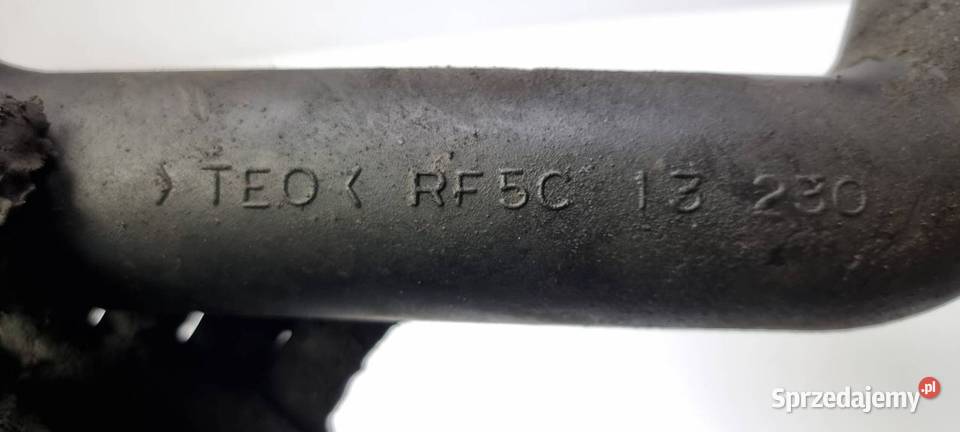 >TEO< RF5C 13 230
Sprzedajemy.pl